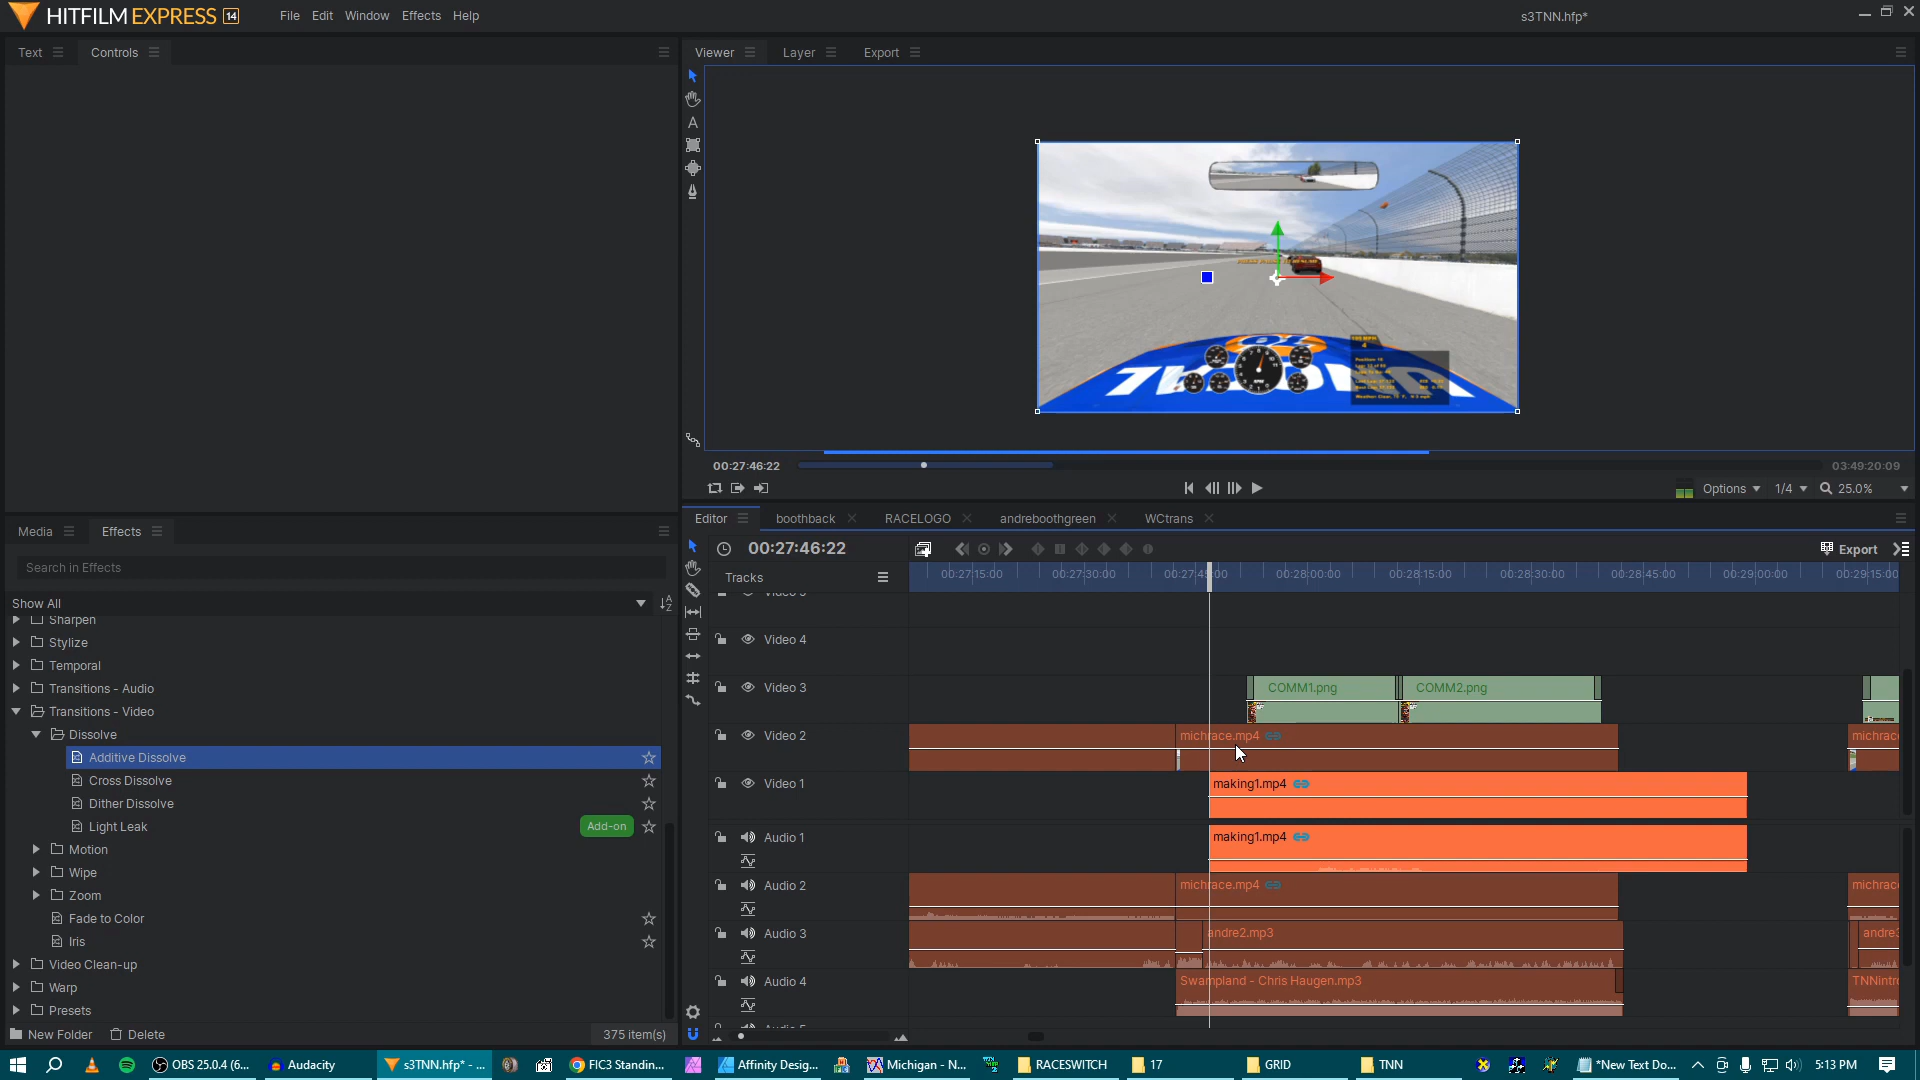 HITFILM EXPRESS 14
File Edit Window Effects Help
s3TNN.hfp*
Text Controls
Viewer Layer Export
00:27:46:22
03:49:20:09
Options 1/4 25.0%
Media Effects
Search in Effects
Show All
Sharpen
Stylize
Temporal
Transitions - Audio
Transitions - Video
Dissolve
Additive Dissolve
Cross Dissolve
Dither Dissolve
Light Leak Add-on
Motion
Wipe
Zoom
Fade to Color
Iris
Video Clean-up
Warp
Presets
New Folder Delete 375 item(s)
Editor boothback RACELOGO andreboothgreen WCtrans
00:27:46:22 Export
Tracks 00:27:15:00 00:27:30:00 00:27:45:00 00:28:00:00 00:28:15:00 00:28:30:00 00:28:45:00 00:29:00:00 00:29:15:00
Video 4
Video 3 COMM1.png COMM2.png
Video 2 michrace.mp4 michrace
Video 1 making1.mp4
Audio 1 making1.mp4
Audio 2 michrace.mp4 michrace
Audio 3 andre2.mp3 andre3
Audio 4 Swampland - Chris Haugen.mp3 TNNintro
OBS 25.0.4 (6... Audacity s3TNN.hfp* - ... FIC3 Standin... Affinity Desig... Michigan - N... RACESWITCH 17 GRID TNN *New Text Do... 5:13 PM